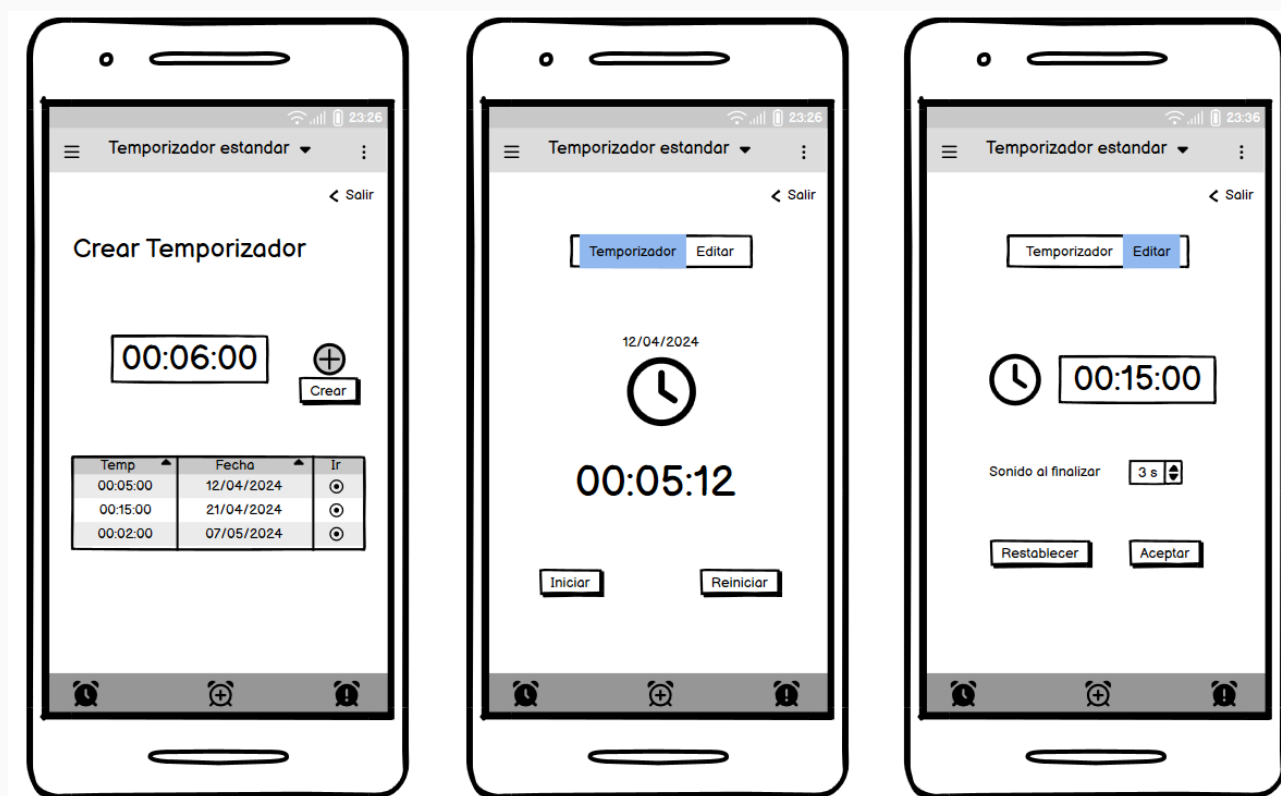 23:26
Temporizador estandar
Salir
Crear Temporizador
00:06:00
Crear
Temp Fecha Ir
00:05:00 12/04/2024
00:15:00 21/04/2024
00:02:00 07/05/2024
23:26
Temporizador estandar
Salir
Temporizador Editar
12/04/2024
00:05:12
Iniciar Reiniciar
23:36
Temporizador estandar
Salir
Temporizador Editar
00:15:00
Sonido al finalizar 3 s
Restablecer Aceptar